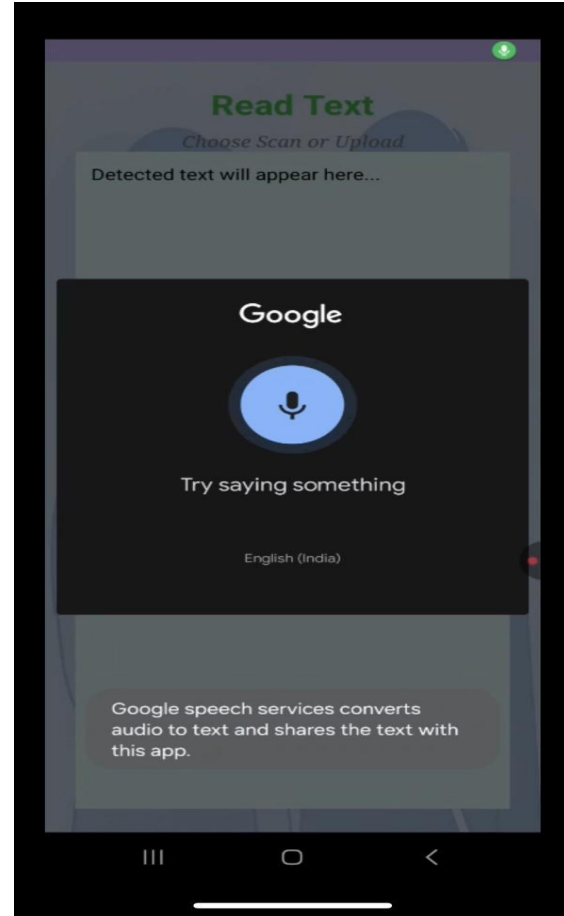 Read Text
Choose Scan or Upload
Detected text will appear here...
Google
Try saying something
English (India)
Google speech services converts
audio to text and shares the text with
this app.